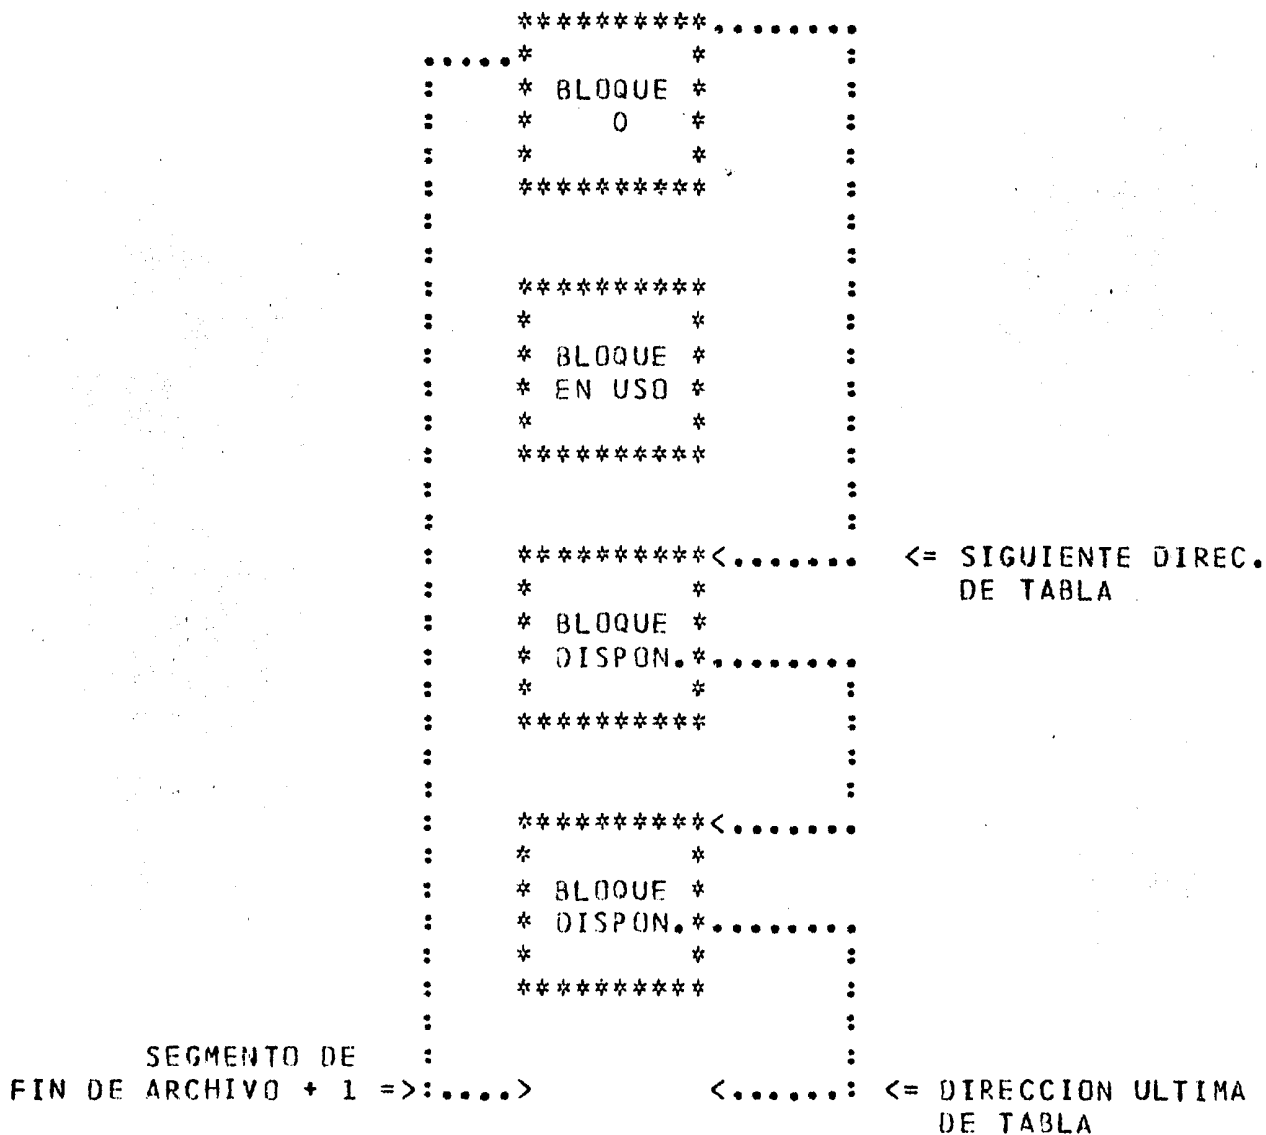 BLOQUE
0
BLOQUE
EN USO
<= SIGUIENTE DIREC.
DE TABLA
BLOQUE
DISPON.
BLOQUE
DISPON.
SEGMENTO DE
FIN DE ARCHIVO + 1 =>
<= DIRECCION ULTIMA
DE TABLA